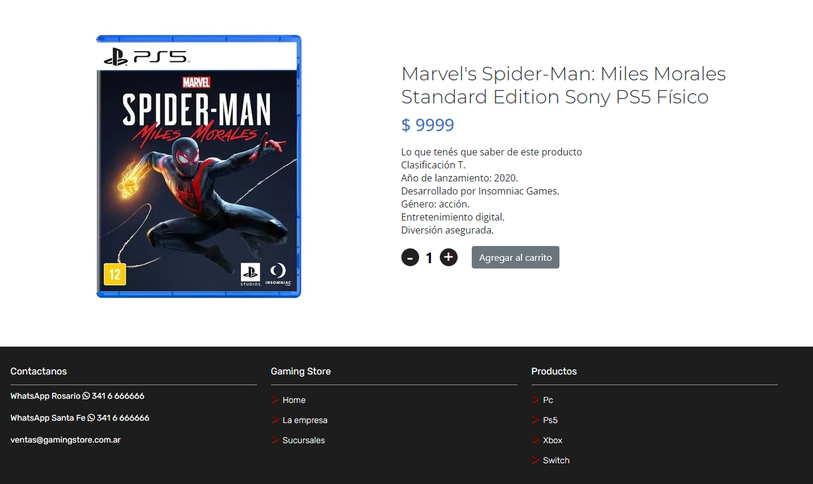 PS5
MARVEL
SPIDER-MAN
MILES MORALES
12
PlayStation
STUDIOS
INSOMNIAC
GAMES
Marvel's Spider-Man: Miles Morales
Standard Edition Sony PS5 Físico
$ 9999
Lo que tenés que saber de este producto
Clasificación T.
Año de lanzamiento: 2020.
Desarrollado por Insomniac Games.
Género: acción.
Entretenimiento digital.
Diversión asegurada.
- 1 + Agregar al carrito
Contactanos
WhatsApp Rosario 341 6 666666
WhatsApp Santa Fe 341 6 666666
ventas@gamingstore.com.ar
Gaming Store
> Home
> La empresa
> Sucursales
Productos
> Pc
> Ps5
> Xbox
> Switch